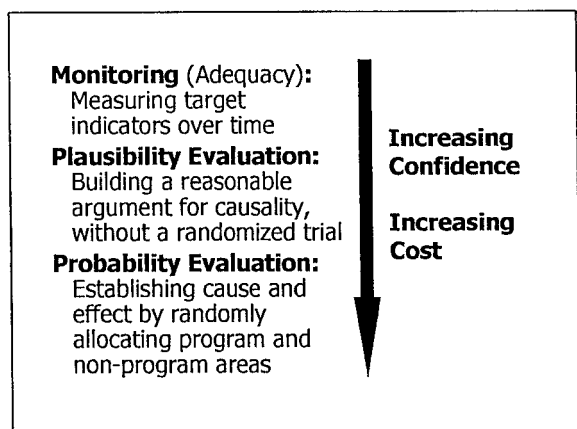 Monitoring (Adequacy):
Measuring target
indicators over time
Plausibility Evaluation:
Building a reasonable
argument for causality,
without a randomized trial
Probability Evaluation:
Establishing cause and
effect by randomly
allocating program and
non-program areas
Increasing
Confidence
Increasing
Cost